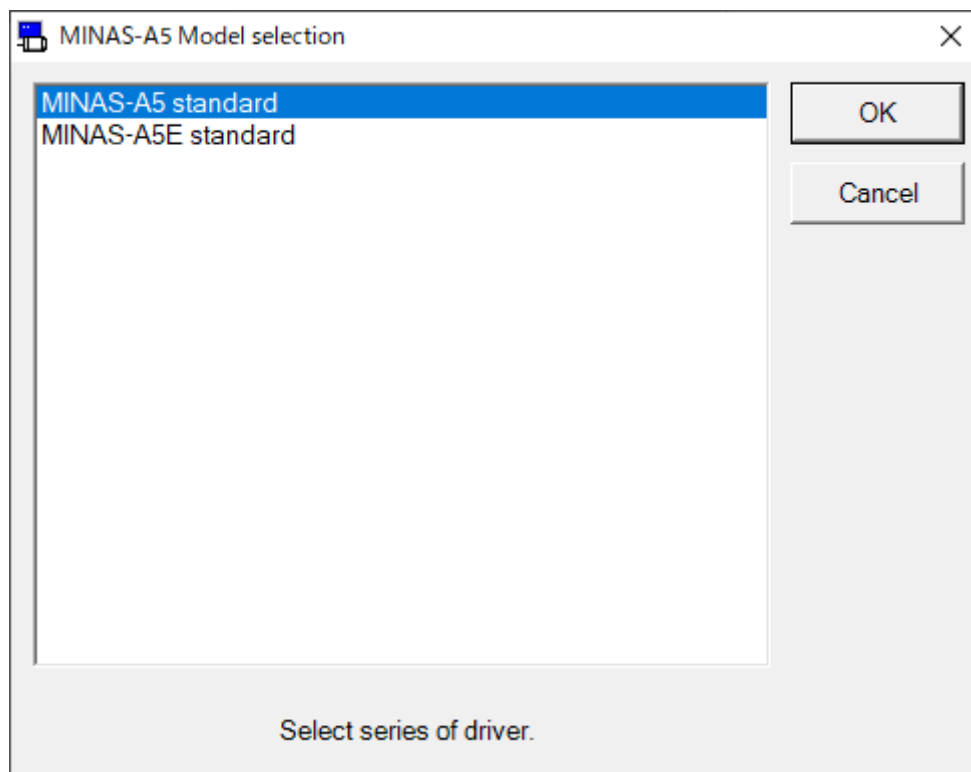 MINAS-A5 Model selection
MINAS-A5 standard
MINAS-A5E standard
OK
Cancel
Select series of driver.